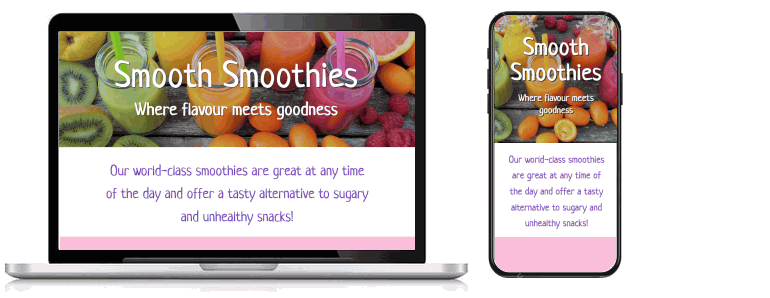 Smooth Smoothies
Where flavour meets goodness
Our world-class smoothies are great at any time
of the day and offer a tasty alternative to sugary
and unhealthy snacks!
Smooth
Smoothies
Where flavour meets
goodness
Our world-class smoothies
are great at any time of
the day and offer a tasty
alternative to sugary and
unhealthy snacks!